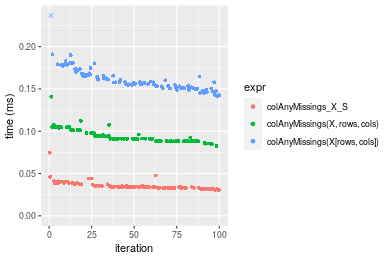 0.20
0.15
0.10
0.05
0.00
time (ms)
0
25
50
75
100
iteration
expr
colAnyMissings_X_S
colAnyMissings(X, rows, cols)
colAnyMissings(X[rows, cols])